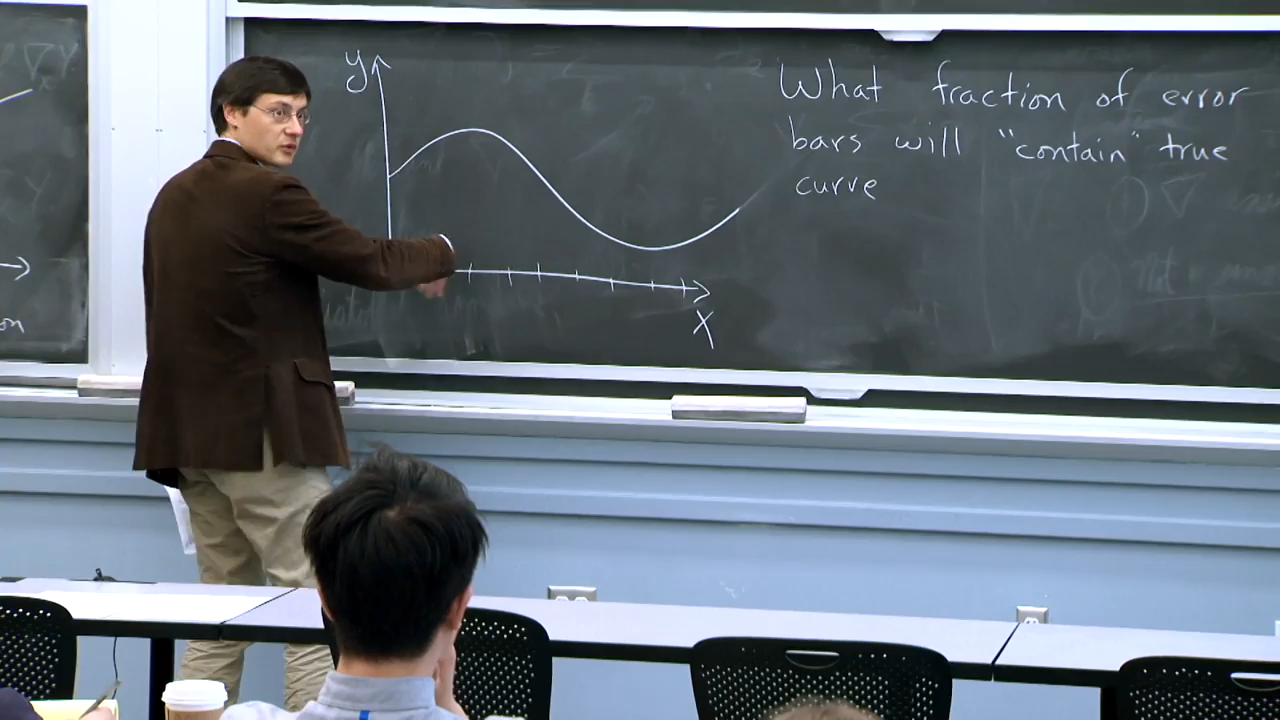 y
What fraction of error
bars will "contain" true
curve
x